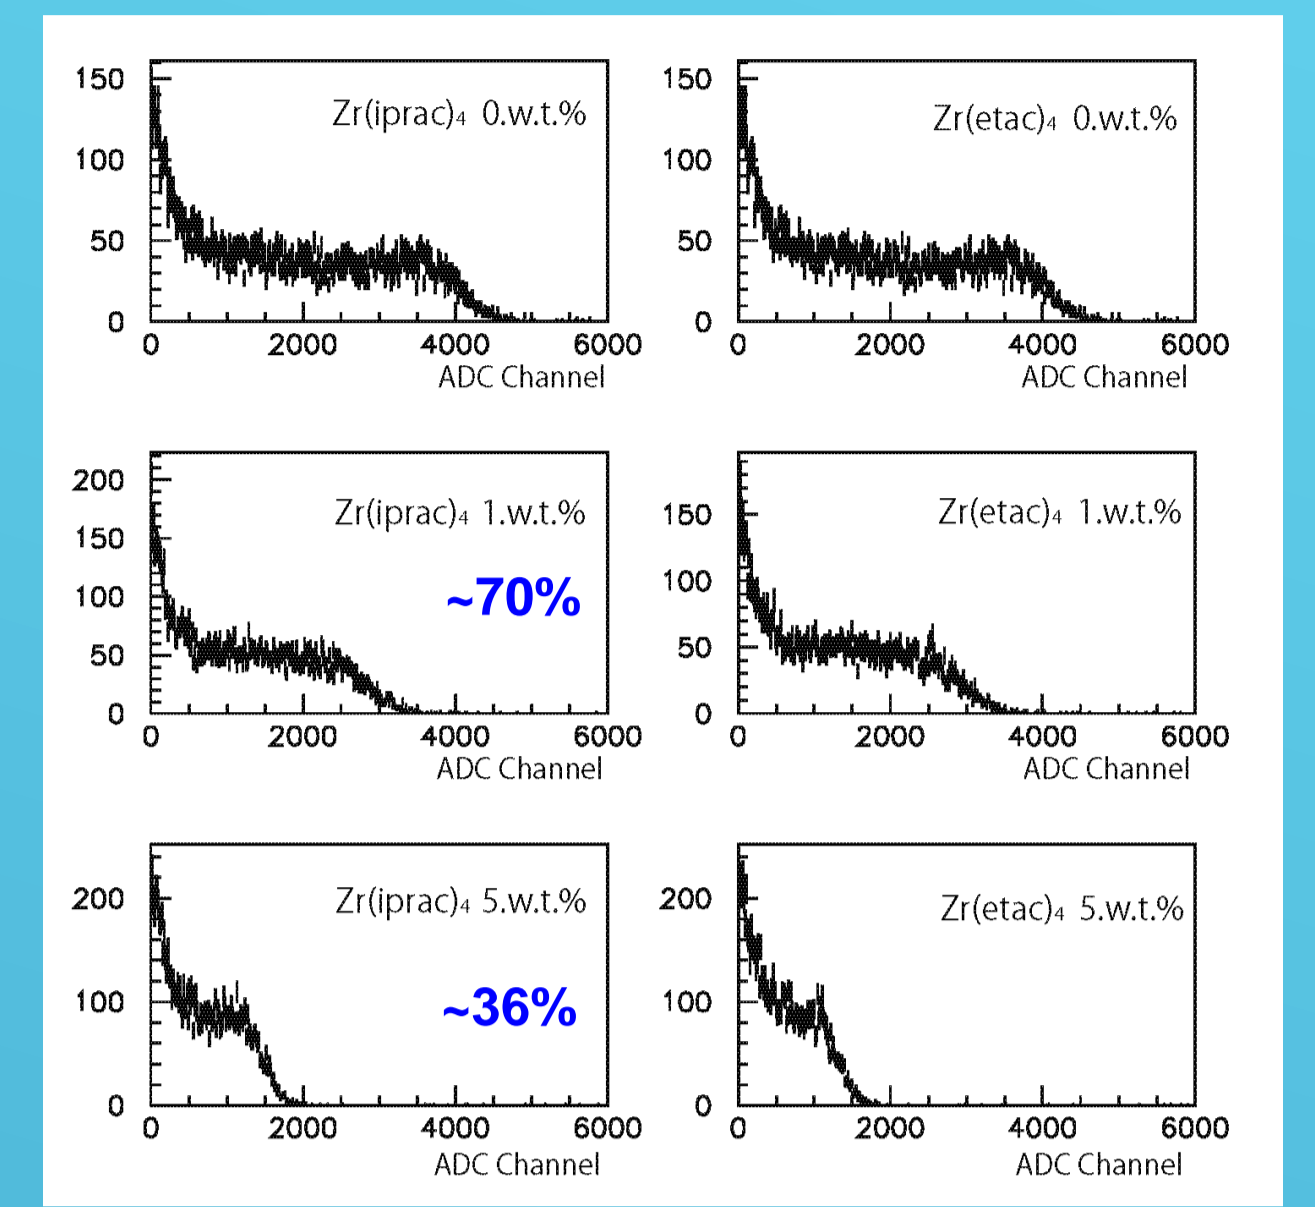 150
100
50
0
Zr(iprac)₄ 0.w.t.%
0 2000 4000 6000
ADC Channel
150
100
50
0
Zr(etac)₄ 0.w.t.%
0 2000 4000 6000
ADC Channel
200
150
100
50
0
Zr(iprac)₄ 1.w.t.%
~70%
0 2000 4000 6000
ADC Channel
150
100
50
0
Zr(etac)₄ 1.w.t.%
0 2000 4000 6000
ADC Channel
200
100
0
Zr(iprac)₄ 5.w.t.%
~36%
0 2000 4000 6000
ADC Channel
200
100
0
Zr(etac)₄ 5.w.t.%
0 2000 4000 6000
ADC Channel